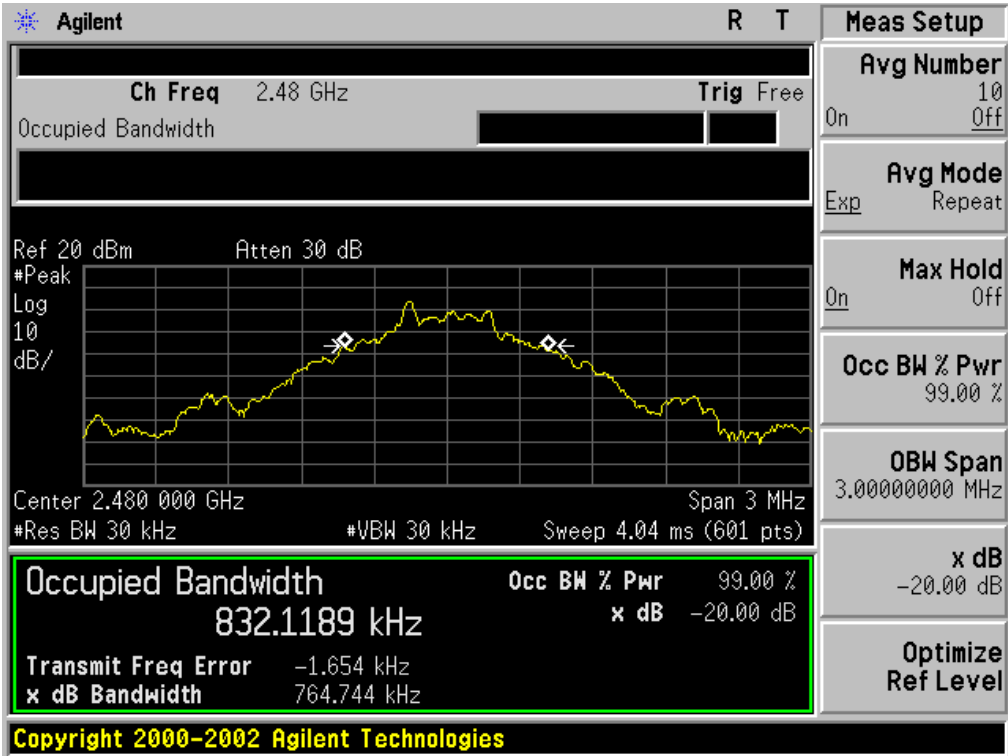 Agilent R T
Ch Freq 2.48 GHz Trig Free
Occupied Bandwidth
Ref 20 dBm Atten 30 dB
#Peak
Log
10
dB/
Center 2.480 000 GHz Span 3 MHz
#Res BW 30 kHz #VBW 30 kHz Sweep 4.04 ms (601 pts)
Occupied Bandwidth
832.1189 kHz
Occ BW % Pwr 99.00 %
x dB -20.00 dB
Transmit Freq Error -1.654 kHz
x dB Bandwidth 764.744 kHz
Copyright 2000-2002 Agilent Technologies
Meas Setup
Avg Number
10
On Off
Avg Mode
Exp Repeat
Max Hold
On Off
Occ BW % Pwr
99.00 %
OBW Span
3.00000000 MHz
x dB
-20.00 dB
Optimize
Ref Level